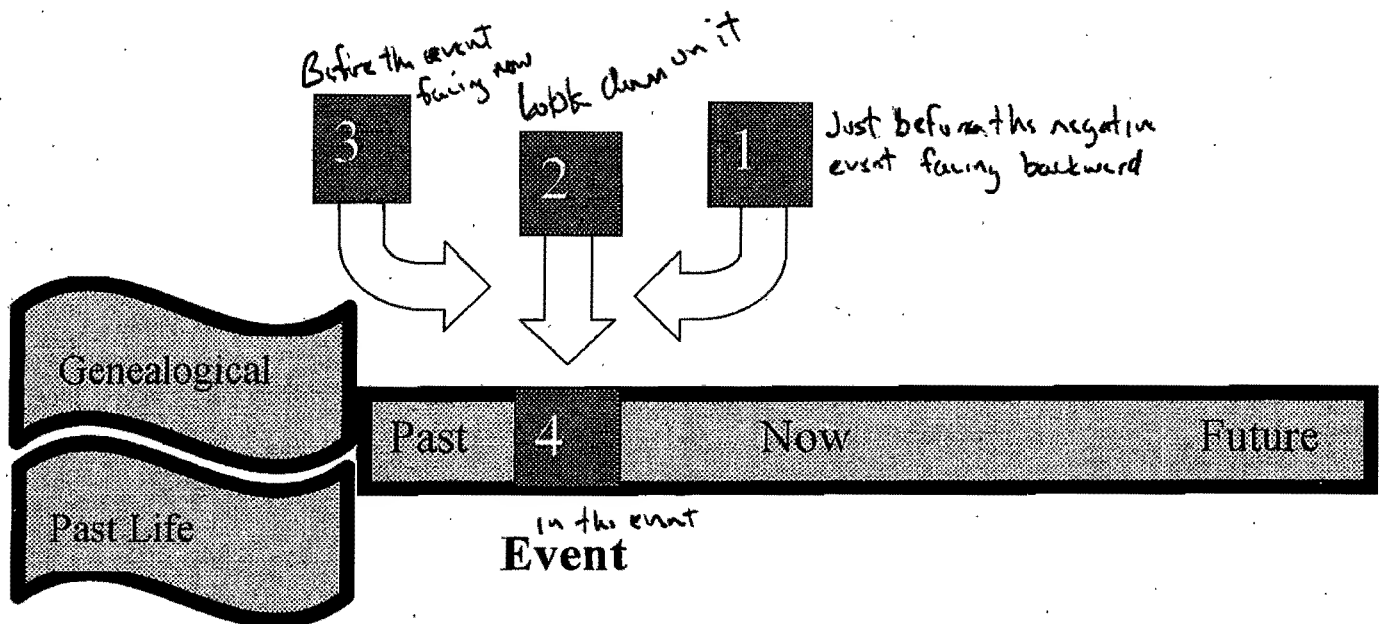 Before the event
facing now
look down on it
3
2
1
Just before the negative
event facing backward
Genealogical
Past Life
Past
4
Now
Future
in the event
Event